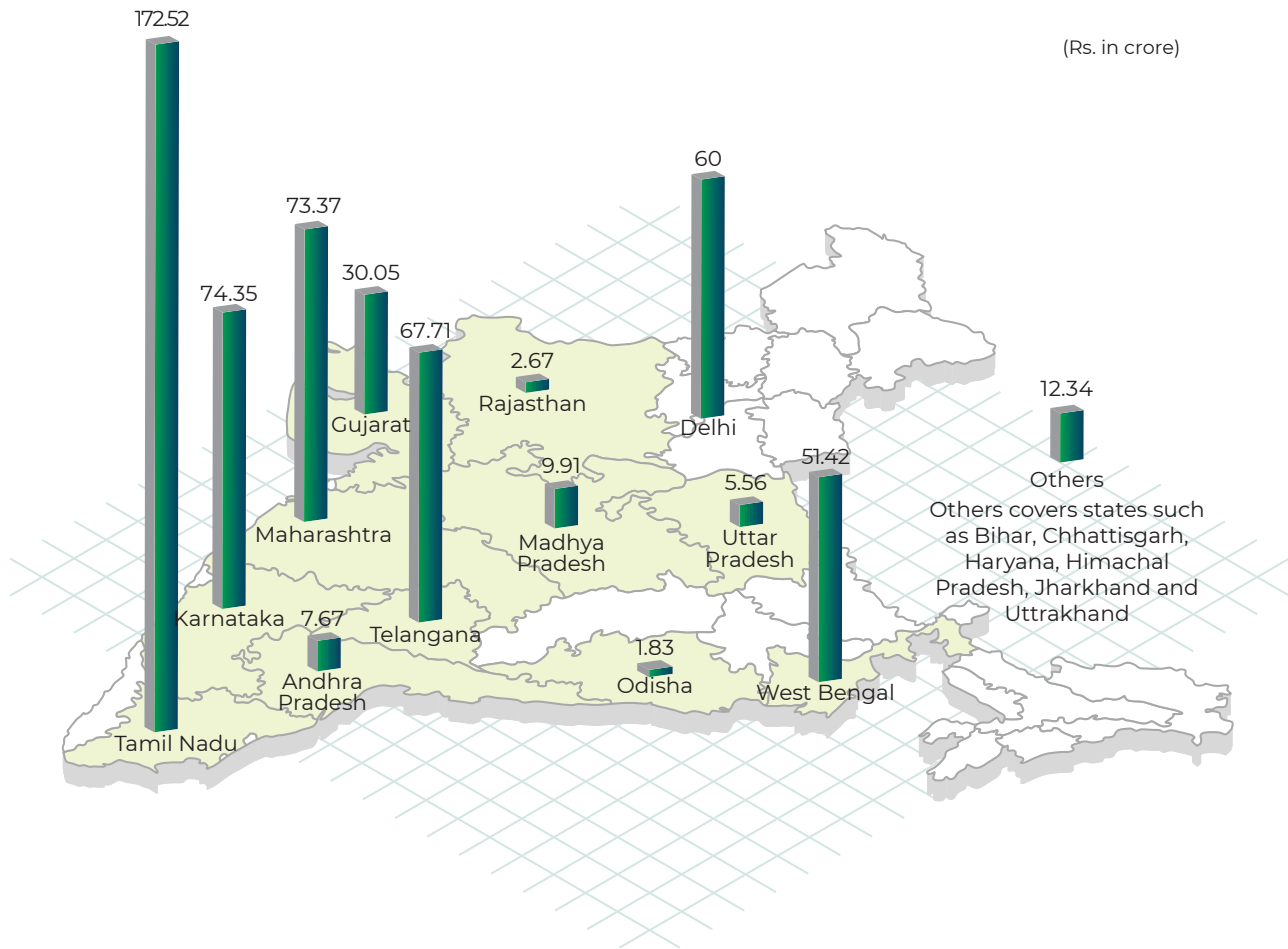 172.52
(Rs. in crore)
60
73.37
30.05
74.35
67.71
2.67
Rajasthan
12.34
Gujarat
Delhi
51.42
9.91
5.56
Others
Others covers states such
as Bihar, Chhattisgarh,
Haryana, Himachal
Pradesh, Jharkhand and
Uttrakhand
Maharashtra
Madhya
Pradesh
Uttar
Pradesh
Karnataka
7.67
Telangana
1.83
Andhra
Pradesh
Odisha
West Bengal
Tamil Nadu